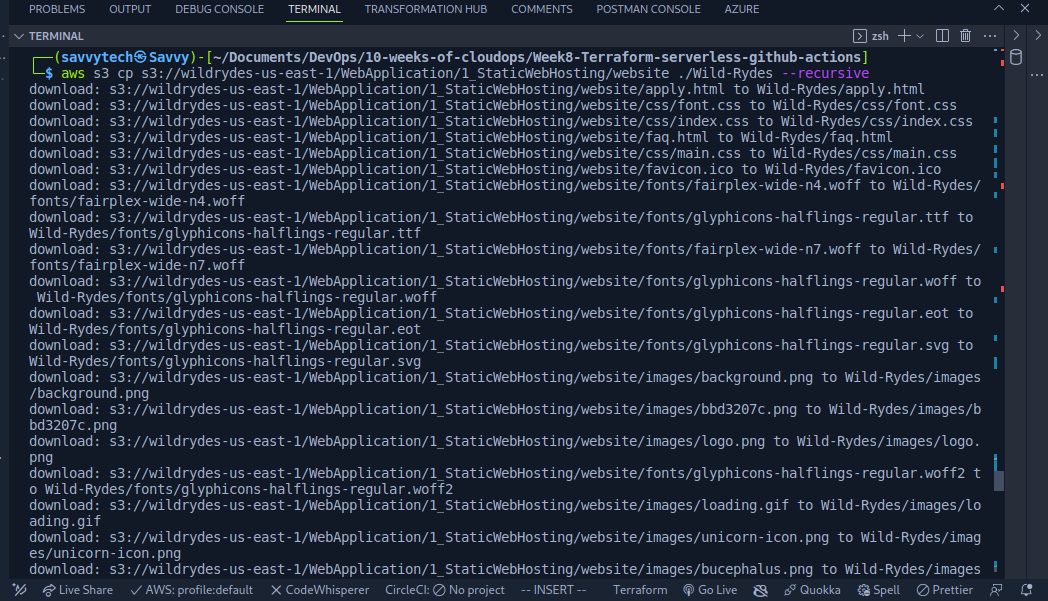 PROBLEMS OUTPUT DEBUG CONSOLE TERMINAL TRANSFORMATION HUB COMMENTS POSTMAN CONSOLE AZURE
TERMINAL zsh
(savvytech㉿Savvy)-[~/Documents/DevOps/10-weeks-of-cloudops/Week8-Terraform-serverless-github-actions]
$ aws s3 cp s3://wildrydes-us-east-1/WebApplication/1_StaticWebHosting/website ./Wild-Rydes --recursive
download: s3://wildrydes-us-east-1/WebApplication/1_StaticWebHosting/website/apply.html to Wild-Rydes/apply.html
download: s3://wildrydes-us-east-1/WebApplication/1_StaticWebHosting/website/css/font.css to Wild-Rydes/css/font.css
download: s3://wildrydes-us-east-1/WebApplication/1_StaticWebHosting/website/css/index.css to Wild-Rydes/css/index.css
download: s3://wildrydes-us-east-1/WebApplication/1_StaticWebHosting/website/faq.html to Wild-Rydes/faq.html
download: s3://wildrydes-us-east-1/WebApplication/1_StaticWebHosting/website/css/main.css to Wild-Rydes/css/main.css
download: s3://wildrydes-us-east-1/WebApplication/1_StaticWebHosting/website/favicon.ico to Wild-Rydes/favicon.ico
download: s3://wildrydes-us-east-1/WebApplication/1_StaticWebHosting/website/fonts/fairplex-wide-n4.woff to Wild-Rydes/
fonts/fairplex-wide-n4.woff
download: s3://wildrydes-us-east-1/WebApplication/1_StaticWebHosting/website/fonts/glyphicons-halflings-regular.ttf to
Wild-Rydes/fonts/glyphicons-halflings-regular.ttf
download: s3://wildrydes-us-east-1/WebApplication/1_StaticWebHosting/website/fonts/fairplex-wide-n7.woff to Wild-Rydes/
fonts/fairplex-wide-n7.woff
download: s3://wildrydes-us-east-1/WebApplication/1_StaticWebHosting/website/fonts/glyphicons-halflings-regular.woff to
Wild-Rydes/fonts/glyphicons-halflings-regular.woff
download: s3://wildrydes-us-east-1/WebApplication/1_StaticWebHosting/website/fonts/glyphicons-halflings-regular.eot to
Wild-Rydes/fonts/glyphicons-halflings-regular.eot
download: s3://wildrydes-us-east-1/WebApplication/1_StaticWebHosting/website/fonts/glyphicons-halflings-regular.svg to
Wild-Rydes/fonts/glyphicons-halflings-regular.svg
download: s3://wildrydes-us-east-1/WebApplication/1_StaticWebHosting/website/images/background.png to Wild-Rydes/images
/background.png
download: s3://wildrydes-us-east-1/WebApplication/1_StaticWebHosting/website/images/bbd3207c.png to Wild-Rydes/images/b
bd3207c.png
download: s3://wildrydes-us-east-1/WebApplication/1_StaticWebHosting/website/images/logo.png to Wild-Rydes/images/logo.
png
download: s3://wildrydes-us-east-1/WebApplication/1_StaticWebHosting/website/fonts/glyphicons-halflings-regular.woff2 t
o Wild-Rydes/fonts/glyphicons-halflings-regular.woff2
download: s3://wildrydes-us-east-1/WebApplication/1_StaticWebHosting/website/images/loading.gif to Wild-Rydes/images/lo
ading.gif
download: s3://wildrydes-us-east-1/WebApplication/1_StaticWebHosting/website/images/unicorn-icon.png to Wild-Rydes/imag
es/unicorn-icon.png
download: s3://wildrydes-us-east-1/WebApplication/1_StaticWebHosting/website/images/bucephalus.png to Wild-Rydes/images
Live Share AWS: profile:default CodeWhisperer CircleCI: No project -- INSERT -- Terraform Go Live Quokka Spell Prettier